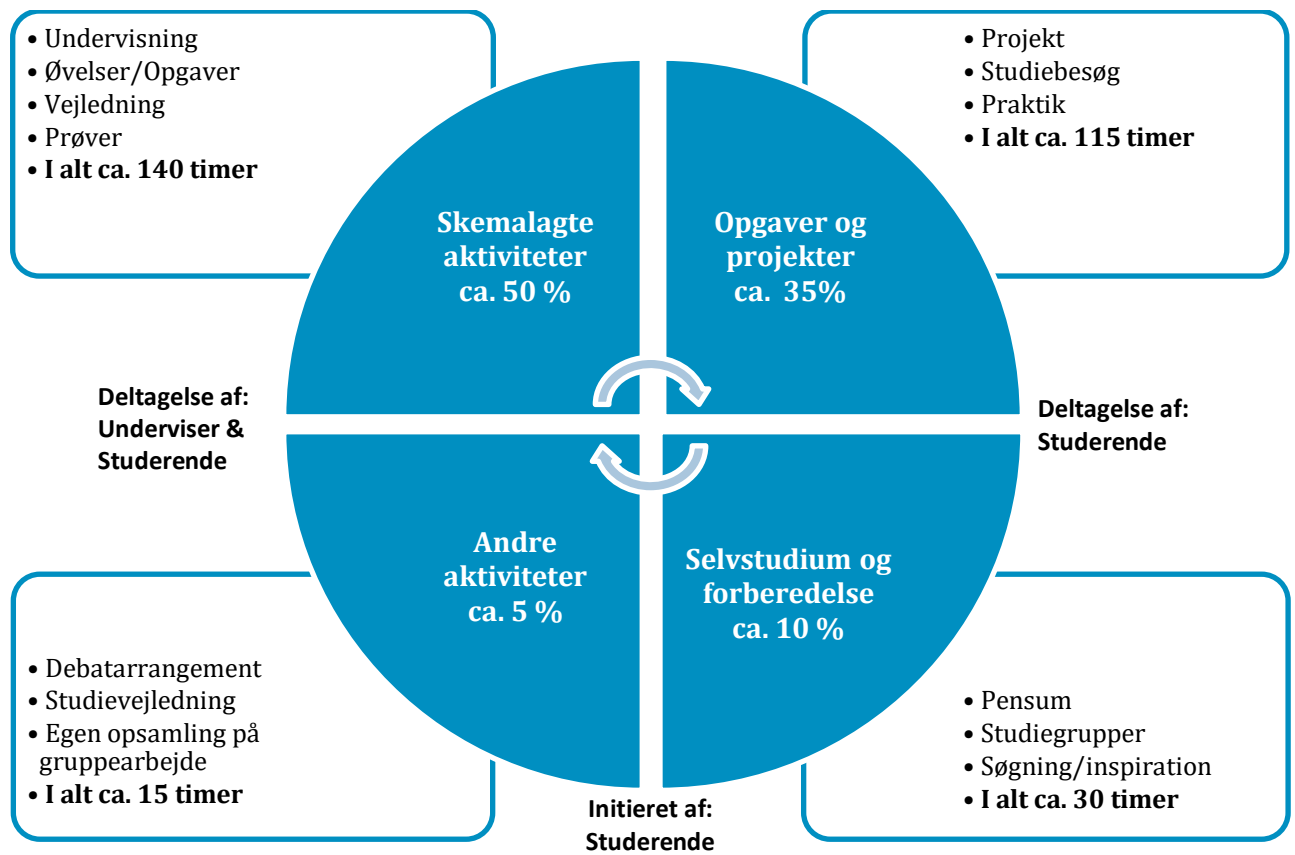 • Undervisning
• Øvelser/Opgaver
• Vejledning
• Prøver
• I alt ca. 140 timer
• Projekt
• Studiebesøg
• Praktik
• I alt ca. 115 timer
Skemalagte
aktiviteter
ca. 50 %
Opgaver og
projekter
ca. 35%
Deltagelse af:
Underviser &
Studerende
Deltagelse af:
Studerende
Andre
aktiviteter
ca. 5 %
Selvstudium og
forberedelse
ca. 10 %
• Debatarrangement
• Studievejledning
• Egen opsamling på
gruppearbejde
• I alt ca. 15 timer
• Pensum
• Studiegrupper
• Søgning/inspiration
• I alt ca. 30 timer
Initieret af:
Studerende